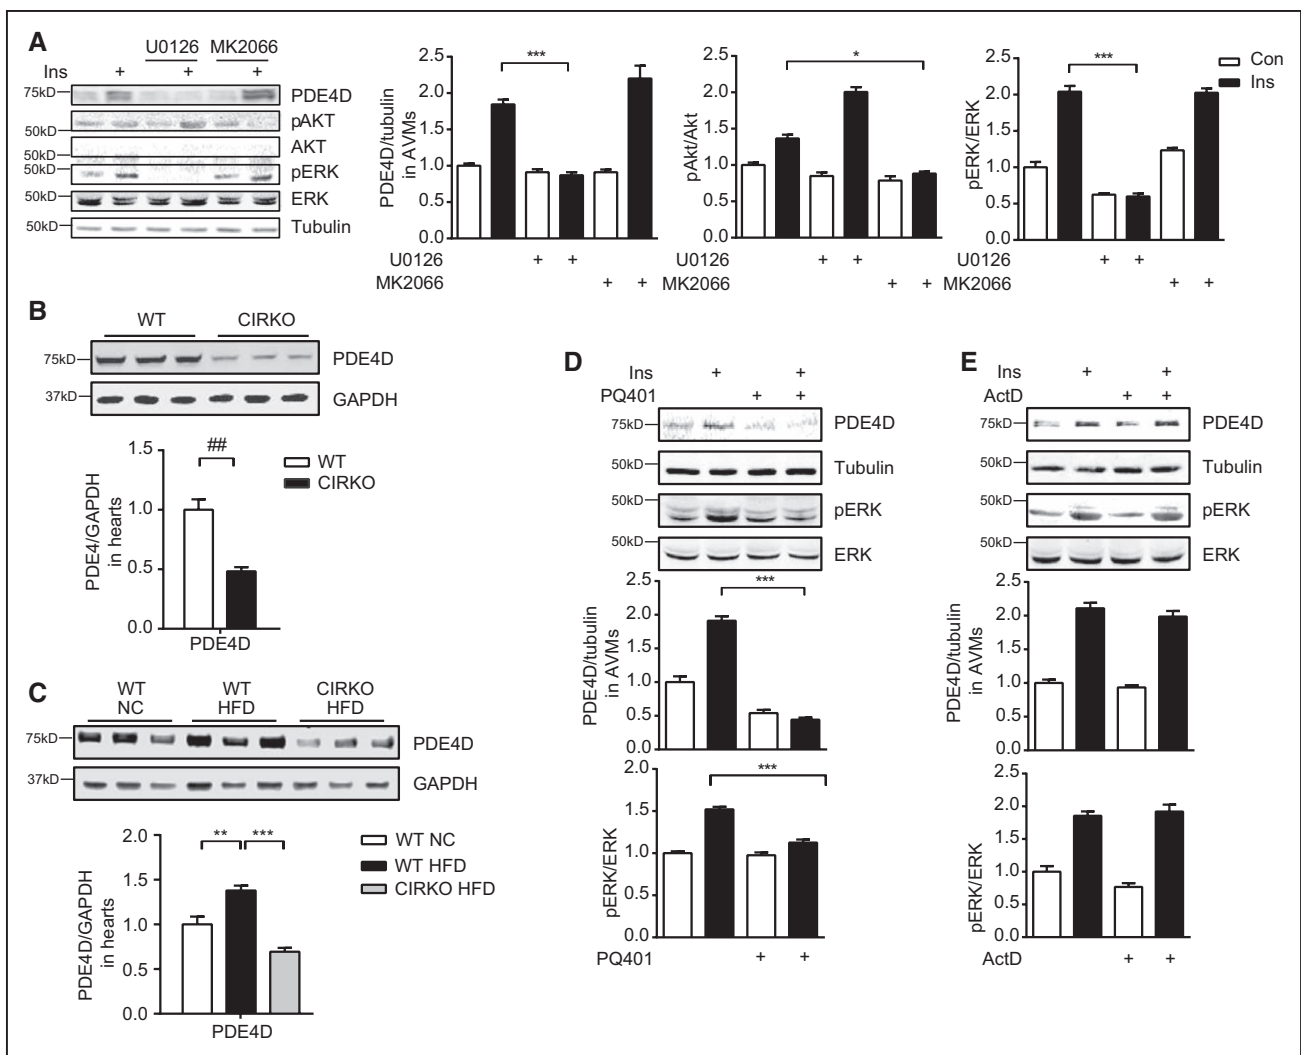 A
U0126 MK2066
Ins + + +
75kD PDE4D
50kD pAKT
50kD AKT
50kD pERK
50kD ERK
50kD Tubulin
PDE4D/tubulin
in AVMs
2.5
2.0
1.5
1.0
0.5
0.0
***
U0126 + +
MK2066 + +
pAkt/Akt
2.5
2.0
1.5
1.0
0.5
0.0
*
U0126 + +
MK2066 + +
pERK/ERK
2.5
2.0
1.5
1.0
0.5
0.0
***
Con
Ins
U0126 + +
MK2066 + +
B
WT CIRKO
75kD PDE4D
37kD GAPDH
PDE4/GAPDH
in hearts
1.5
1.0
0.5
0.0
##
WT
CIRKO
PDE4D
C
WT WT CIRKO
NC HFD HFD
75kD PDE4D
37kD GAPDH
PDE4D/GAPDH
in hearts
2.0
1.5
1.0
0.5
0.0
** ***
WT NC
WT HFD
CIRKO HFD
PDE4D
D
Ins + +
PQ401 + +
75kD PDE4D
50kD Tubulin
50kD pERK
50kD ERK
PDE4D/tubulin
in AVMs
2.5
2.0
1.5
1.0
0.5
0.0
***
pERK/ERK
2.0
1.5
1.0
0.5
0.0
***
PQ401 + +
E
Ins + +
ActD + +
75kD PDE4D
50kD Tubulin
50kD pERK
50kD ERK
PDE4D/tubulin
in AVMs
2.5
2.0
1.5
1.0
0.5
0.0
pERK/ERK
2.5
2.0
1.5
1.0
0.5
0.0
ActD + +